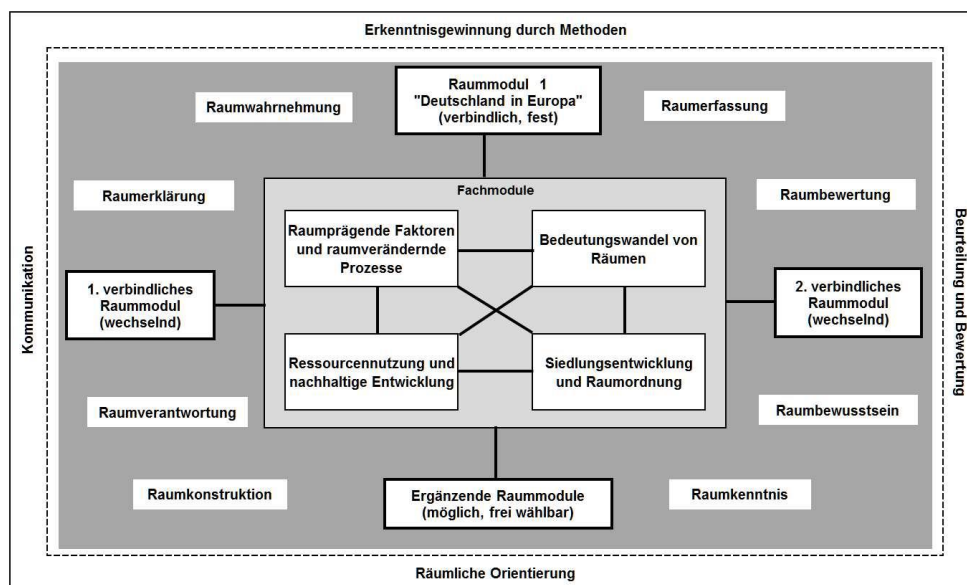 Erkenntnisgewinnung durch Methoden
Raummodul 1
"Deutschland in Europa"
(verbindlich, fest)
Raumwahrnehmung
Raumerfassung
Raumerklärung
Fachmodule
Raumbewertung
Raumprägende Faktoren
und raumverändernde
Prozesse
Bedeutungswandel von
Räumen
Kommunikation
1. verbindliches
Raummodul
(wechselnd)
2. verbindliches
Raummodul
(wechselnd)
Beurteilung und Bewertung
Ressourcennutzung und
nachhaltige Entwicklung
Siedlungsentwicklung
und Raumordnung
Raumverantwortung
Raumbewusstsein
Raumkonstruktion
Ergänzende Raummodule
(möglich, frei wählbar)
Raumkenntnis
Räumliche Orientierung